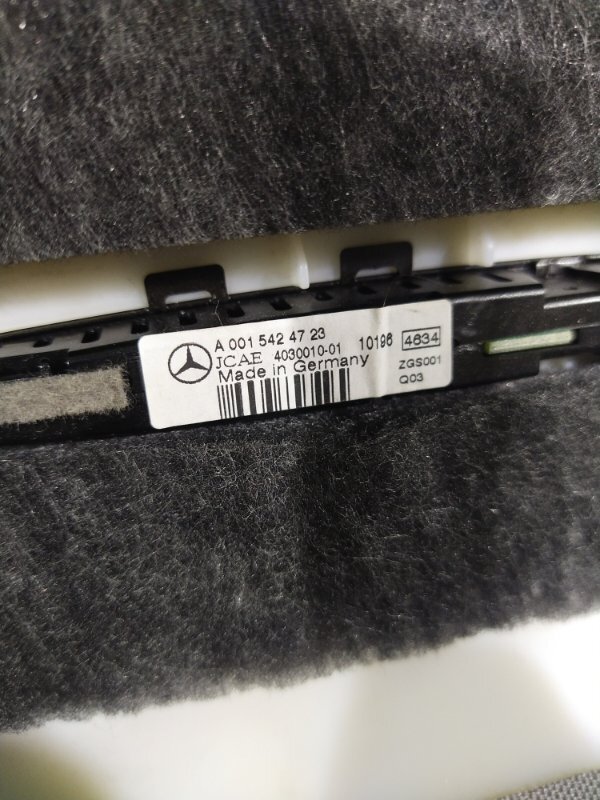 A 001 542 47 23
JCAE 4030010-01 10196 4634
Made in Germany ZGS001
Q03